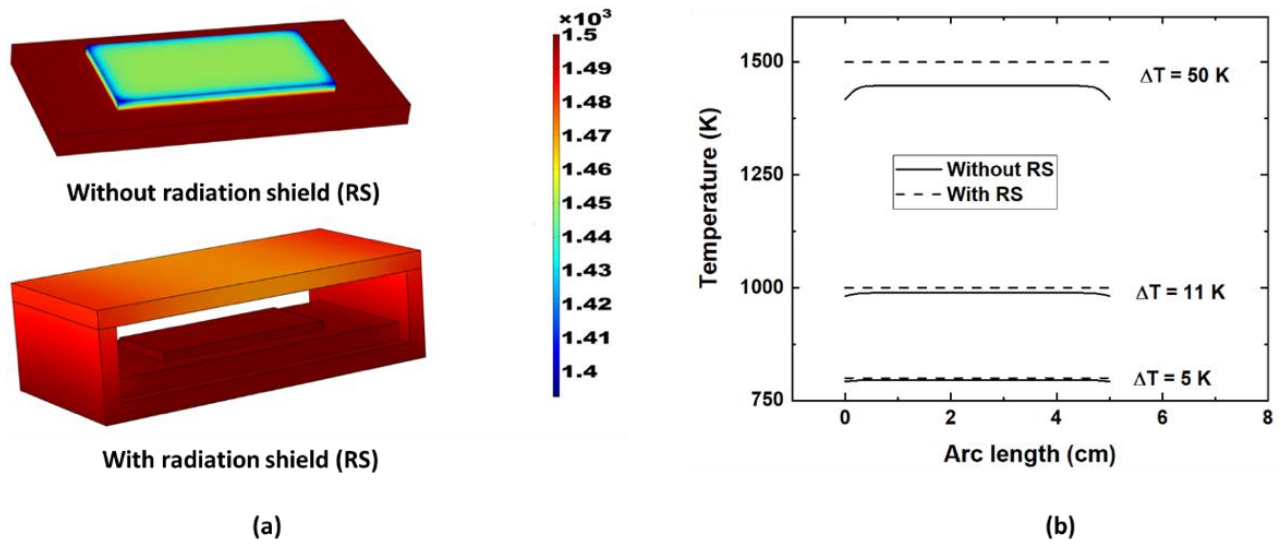 ×10³
1.5
1.49
1.48
1.47
1.46
1.45
1.44
1.43
1.42
1.41
1.4
Without radiation shield (RS)
With radiation shield (RS)
(a)
Temperature (K)
1500
1250
1000
750
ΔT = 50 K
Without RS
With RS
ΔT = 11 K
ΔT = 5 K
0
2
4
6
8
Arc length (cm)
(b)